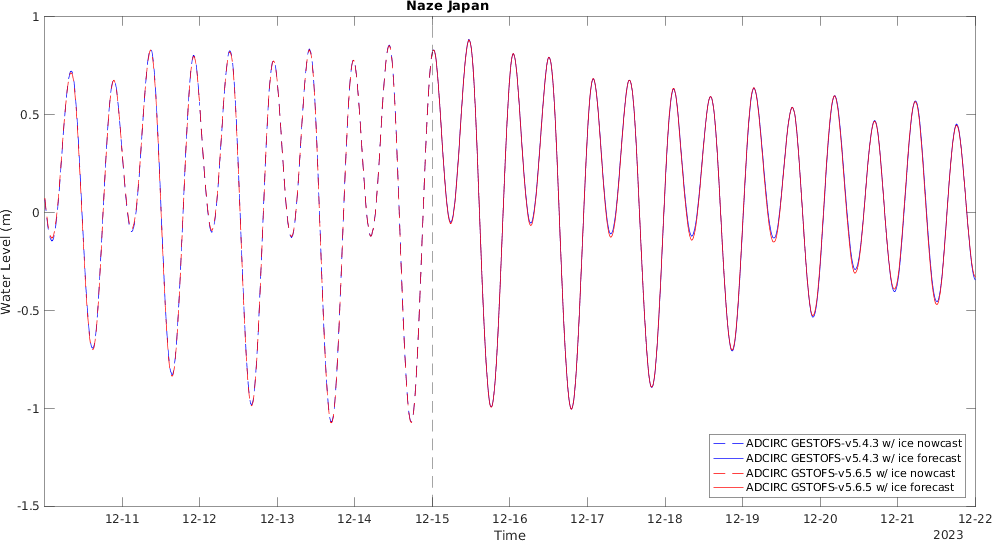 Naze Japan
1
0.5
0
-0.5
-1
-1.5
Water Level (m)
12-11
12-12
12-13
12-14
12-15
12-16
12-17
12-18
12-19
12-20
12-21
12-22
2023
Time
ADCIRC GESTOFS-v5.4.3 w/ ice nowcast
ADCIRC GESTOFS-v5.4.3 w/ ice forecast
ADCIRC GSTOFS-v5.6.5 w/ ice nowcast
ADCIRC GSTOFS-v5.6.5 w/ ice forecast